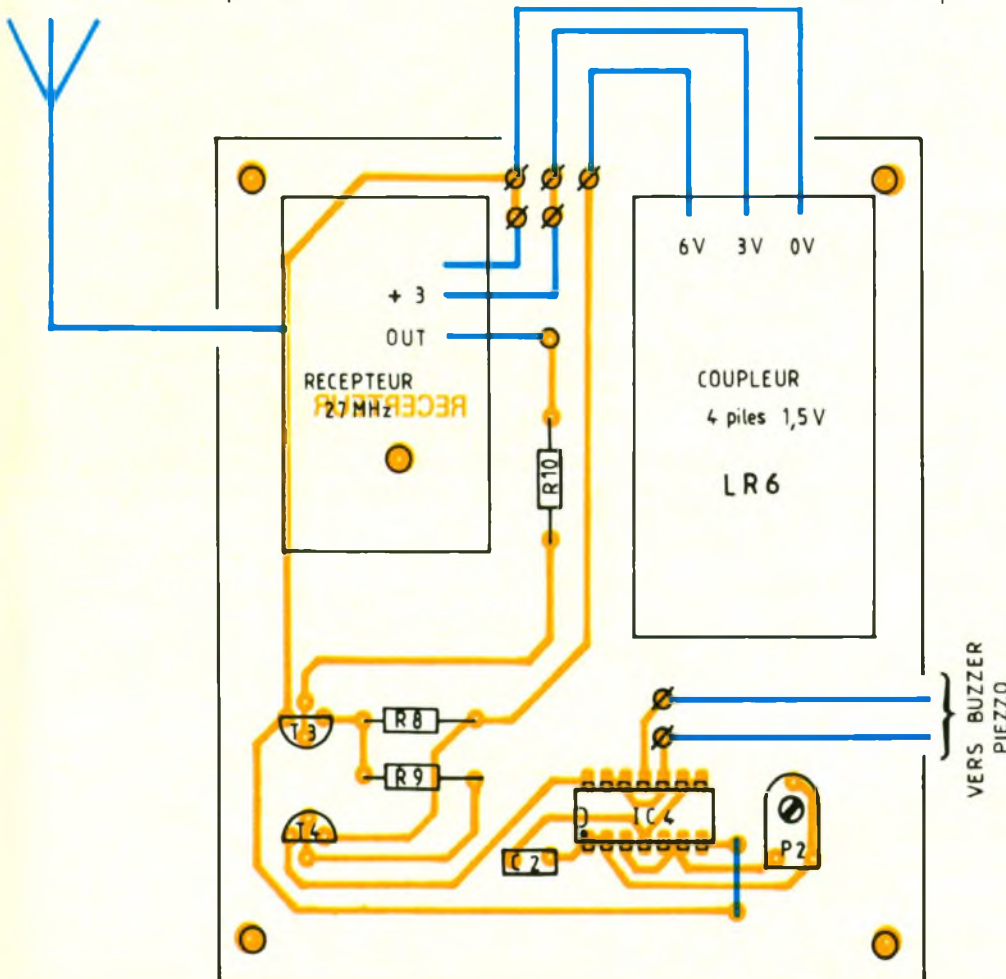 6V 3V 0V
+ 3
OUT
RECEPTEUR
27 MHz
RECEPTEUR
COUPLEUR
4 piles 1,5 V
LR6
R10
T3
R8
R9
T4
IC4
C2
P2
VERS BUZZER
PIEZZO